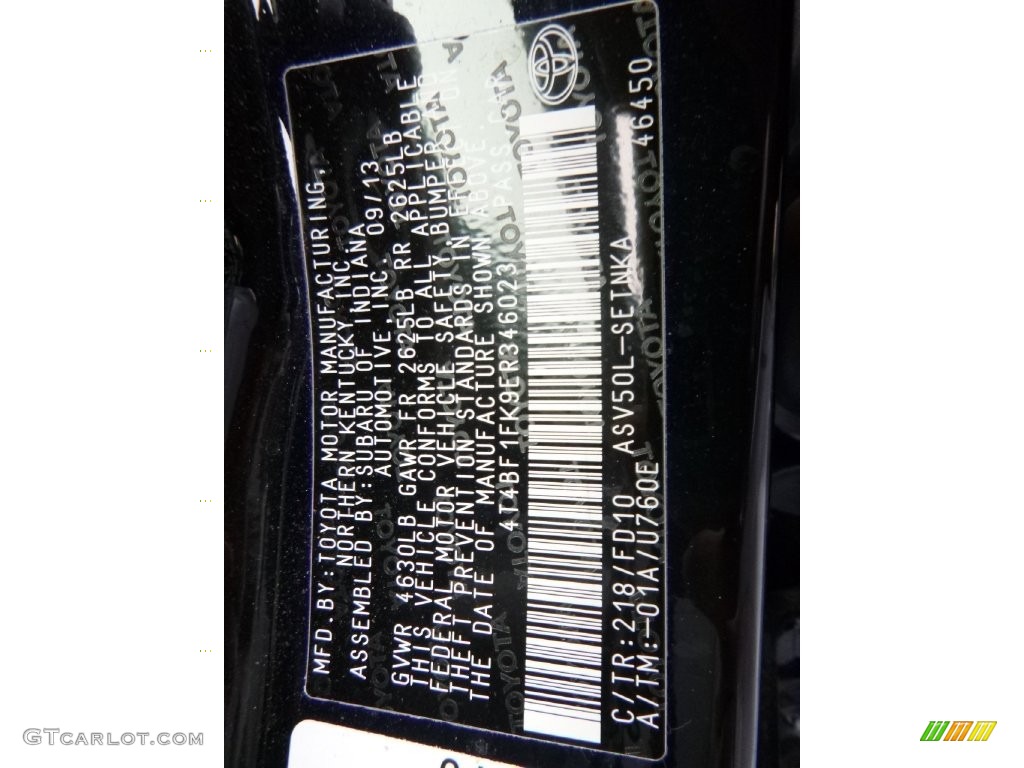 MFD.BY:TOYOTA MOTOR MANUFACTURING,
NORTHERN KENTUCKY INC.
ASSEMBLED BY:SUBARU OF INDIANA
AUTOMOTIVE,INC. 09/13
GVWR 4630LB GAWR FR 2625LB RR 2625LB
THIS VEHICLE CONFORMS TO ALL APPLICABLE
FEDERAL MOTOR VEHICLE SAFETY, BUMPER, AND
THEFT PREVENTION STANDARDS IN EFFECT ON
THE DATE OF MANUFACTURE SHOWN ABOVE.
4T4BF1FK9ER346023 PASS.CAR
C/TR:218/FD10 ASV50L-SETNKA
A/TM:-01A/U760E 46450
GTCarLot.com